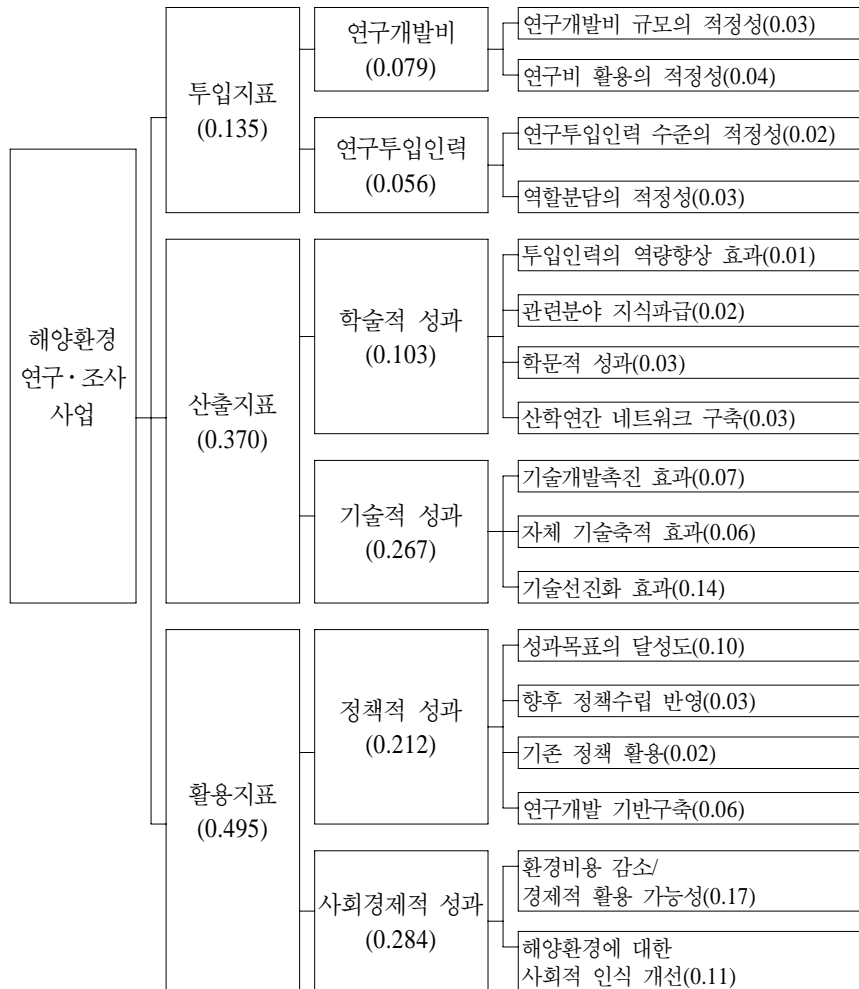 해양환경
연구·조사
사업
투입지표
(0.135)
연구개발비
(0.079)
연구개발비 규모의 적정성(0.03)
연구비 활용의 적정성(0.04)
연구투입인력
(0.056)
연구투입인력 수준의 적정성(0.02)
역할분담의 적정성(0.03)
산출지표
(0.370)
학술적 성과
(0.103)
투입인력의 역량향상 효과(0.01)
관련분야 지식파급(0.02)
학문적 성과(0.03)
산학연간 네트워크 구축(0.03)
기술적 성과
(0.267)
기술개발촉진 효과(0.07)
자체 기술축적 효과(0.06)
기술선진화 효과(0.14)
활용지표
(0.495)
정책적 성과
(0.212)
성과목표의 달성도(0.10)
향후 정책수립 반영(0.03)
기존 정책 활용(0.02)
연구개발 기반구축(0.06)
사회경제적 성과
(0.284)
환경비용 감소/
경제적 활용 가능성(0.17)
해양환경에 대한
사회적 인식 개선(0.11)